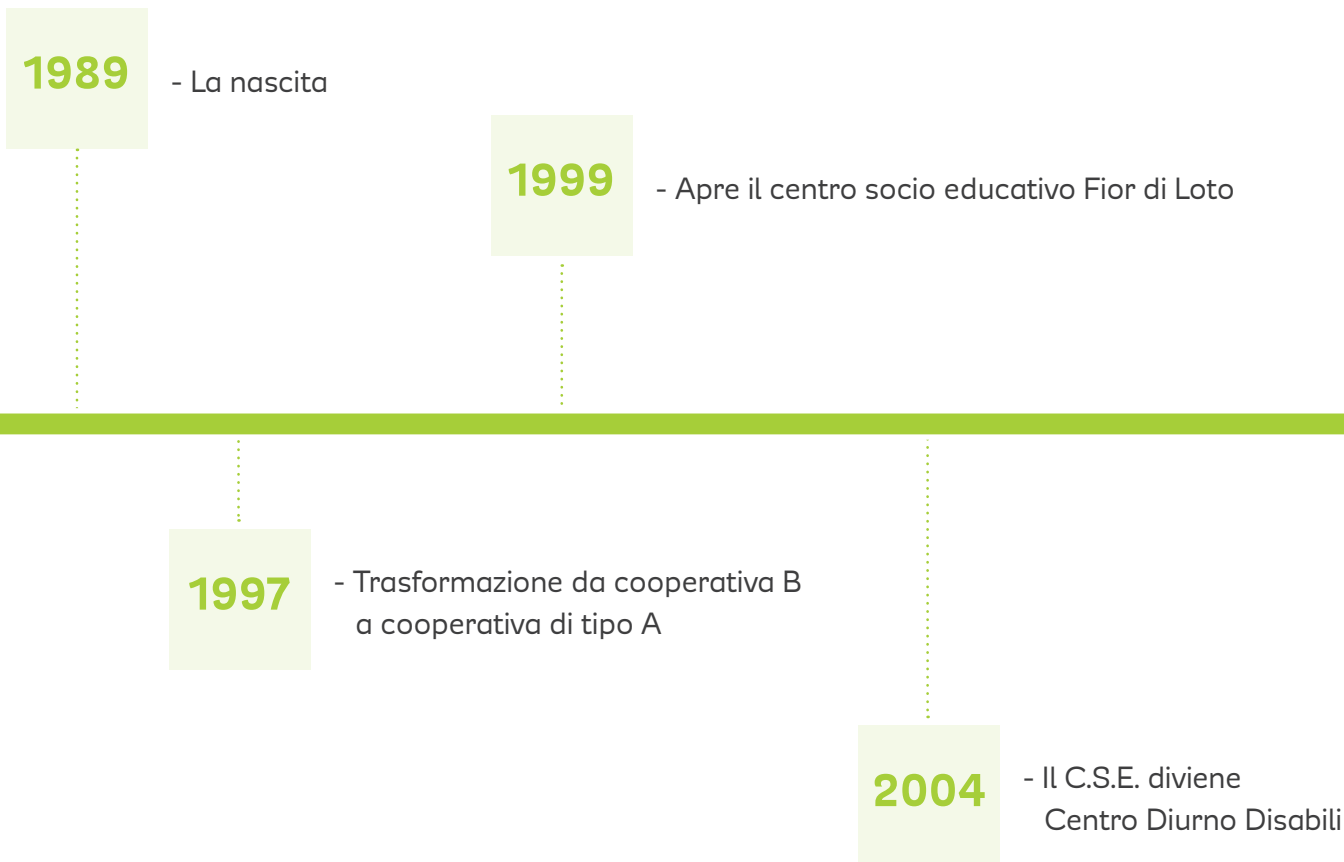 1989
- La nascita
1999
- Apre il centro socio educativo Fior di Loto
1997
- Trasformazione da cooperativa B
a cooperativa di tipo A
2004
- Il C.S.E. diviene
Centro Diurno Disabili